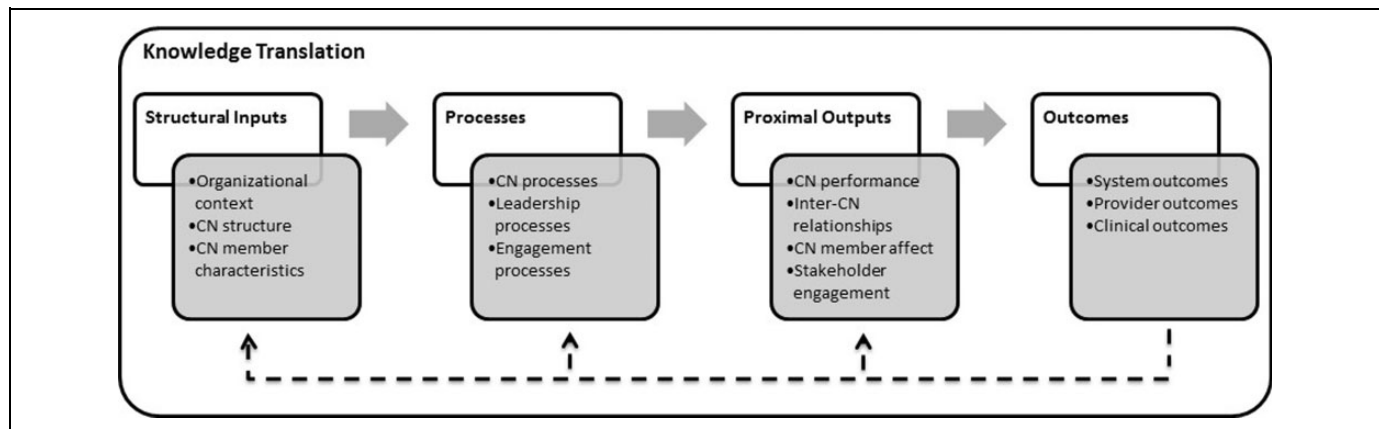 Knowledge Translation
Structural Inputs
•Organizational
context
•CN structure
•CN member
characteristics
Processes
•CN processes
•Leadership
processes
•Engagement
processes
Proximal Outputs
•CN performance
•Inter-CN
relationships
•CN member affect
•Stakeholder
engagement
Outcomes
•System outcomes
•Provider outcomes
•Clinical outcomes